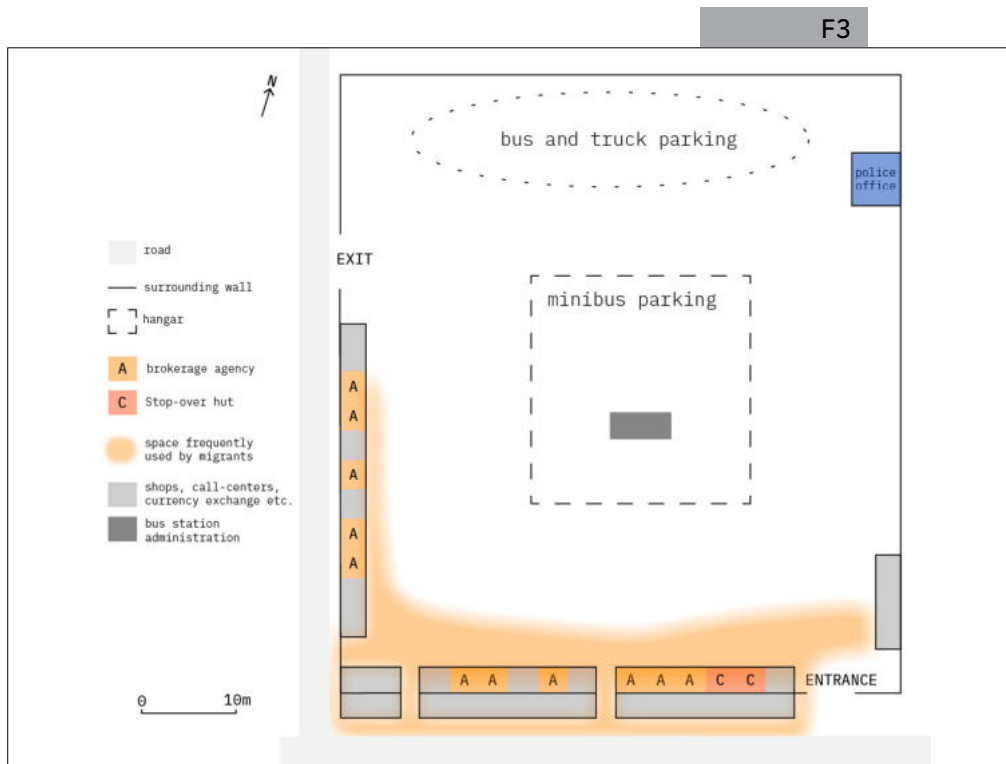 F3
N
bus and truck parking
police
office
EXIT
minibus parking
road
surrounding wall
hangar
A brokerage agency
C Stop-over hut
space frequently
used by migrants
shops, call-centers,
currency exchange etc.
bus station
administration
A
A
A
A
A
A A A A A A C C ENTRANCE
0 10m